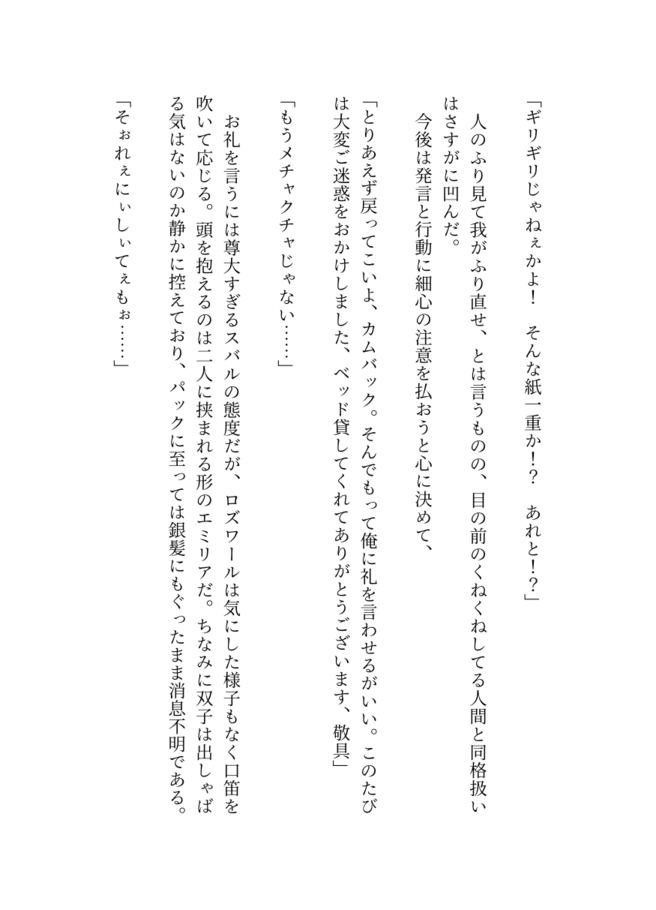 「ギリギリじゃねぇかよ！　そんな紙一重か！？　あれと！？」
　人のふり見て我がふり直せ、とは言うものの、目の前のくねくねしてる人間と同格扱い
はさすがに凹んだ。
　今後は発言と行動に細心の注意を払おうと心に決めて、
「とりあえず戻ってこいよ、カムバック。そんでもって俺に礼を言わせるがいい。このたび
は大変ご迷惑をおかけしました、ベッド貸してくれてありがとうございます、敬具」
「もうメチャクチャじゃない……」
　お礼を言うには尊大すぎるスバルの態度だが、ロズワールは気にした様子もなく口笛を
吹いて応じる。頭を抱えるのは二人に挟まれる形のエミリアだ。ちなみに双子は出しゃば
る気はないのか静かに控えており、パックに至っては銀髪にもぐったまま消息不明である。
「そぉれぇにぃしぃてぇもぉ……」